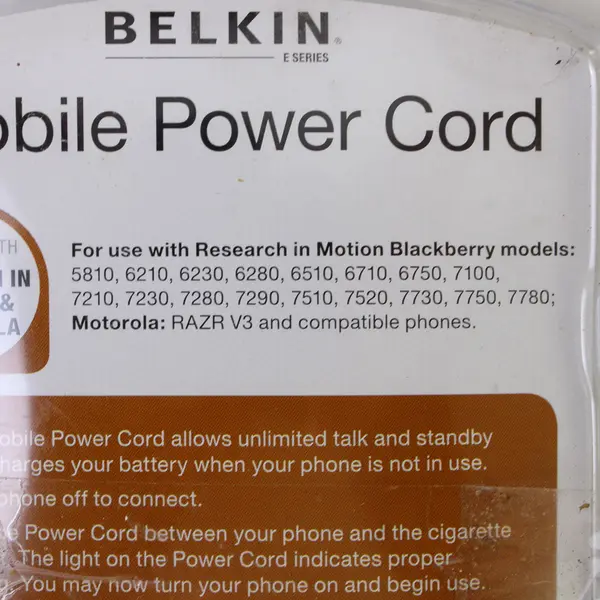 BELKIN®
E SERIES
obile Power Cord
TH
For use with Research in Motion Blackberry models:
IN
5810, 6210, 6230, 6280, 6510, 6710, 6750, 7100,
&
7210, 7230, 7280, 7290, 7510, 7520, 7730, 7750, 7780;
LA
Motorola: RAZR V3 and compatible phones.
obile Power Cord allows unlimited talk and standby
harges your battery when your phone is not in use.
phone off to connect.
e Power Cord between your phone and the cigarette
The light on the Power Cord indicates proper
You may now turn your phone on and begin use.